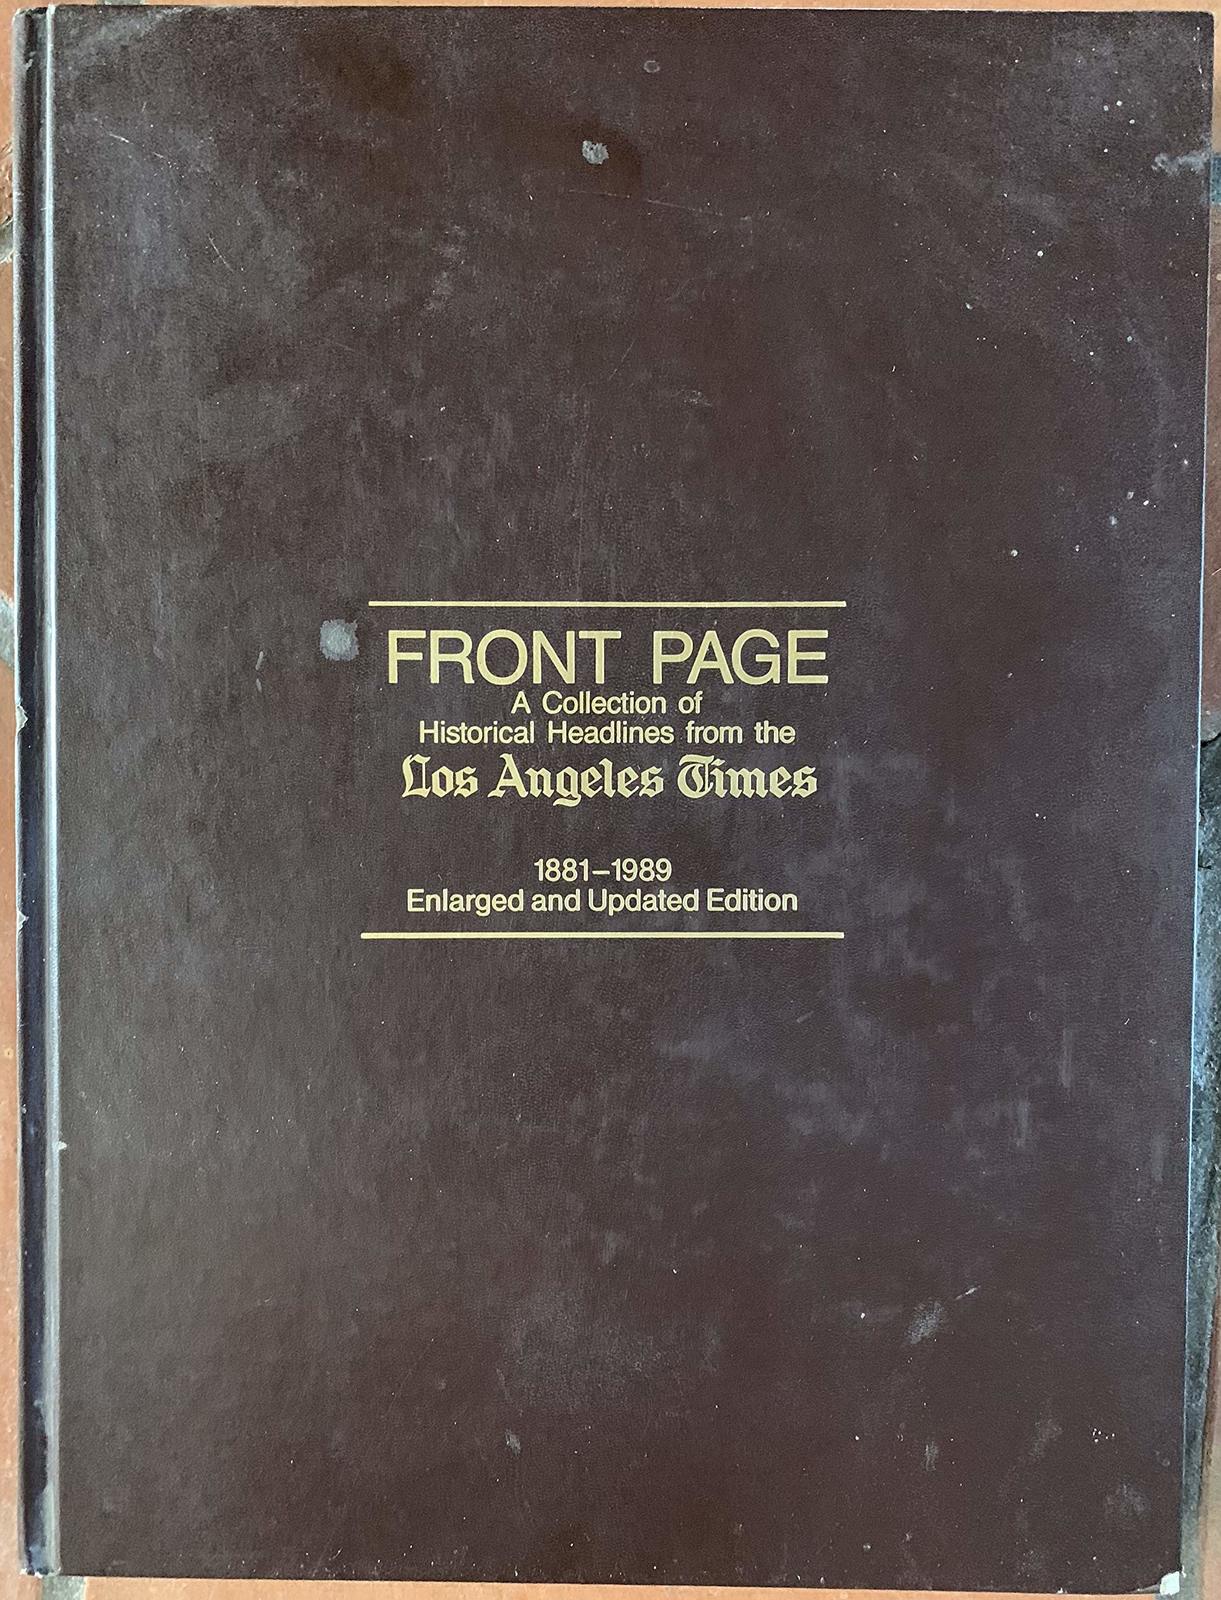 FRONT PAGE
A Collection of
Historical Headlines from the
Los Angeles Times
1881–1989
Enlarged and Updated Edition